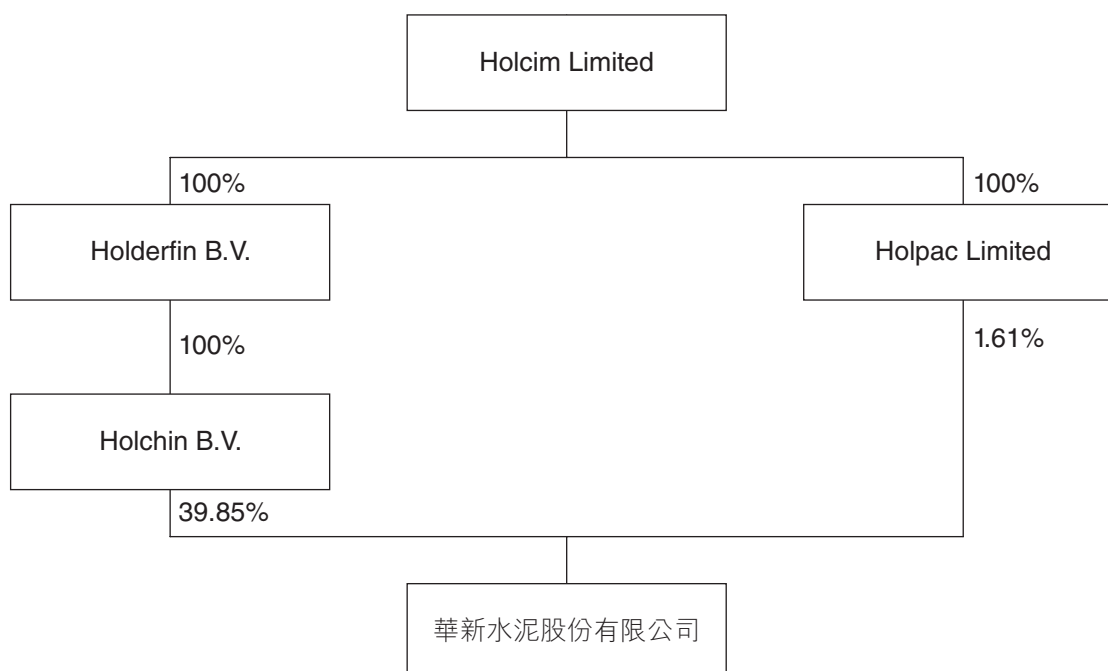 Holcim Limited
100%
100%
Holderfin B.V.
Holpac Limited
100%
1.61%
Holchin B.V.
39.85%
華新水泥股份有限公司